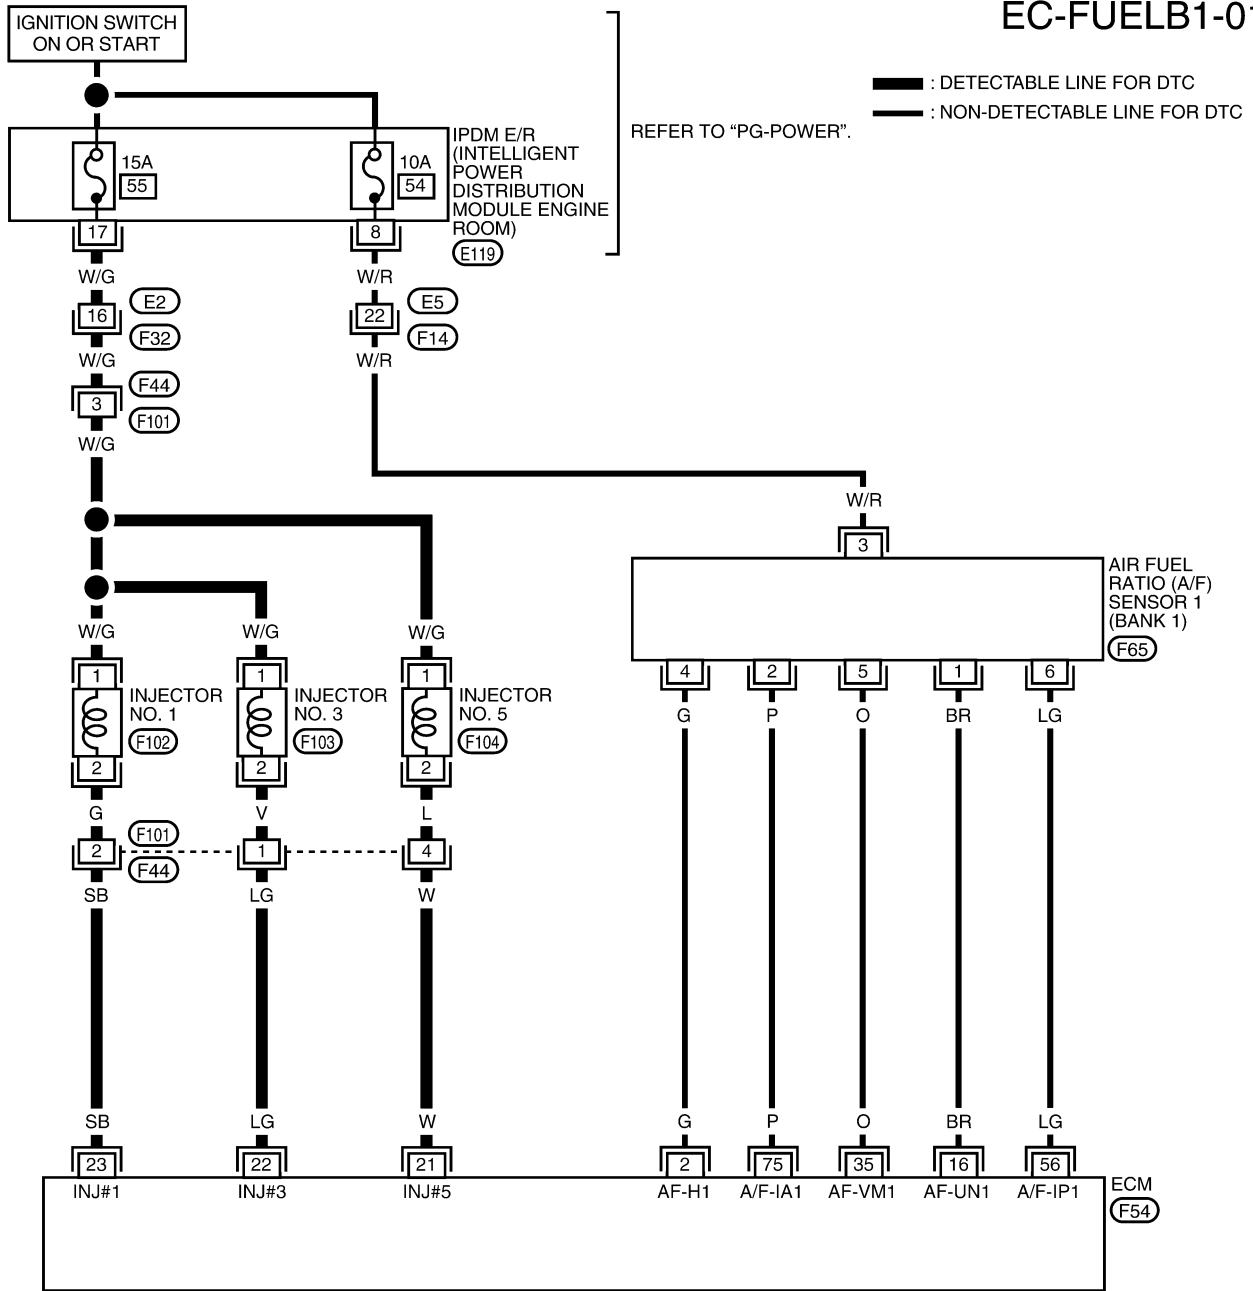 EC-FUELB1-01
IGNITION SWITCH
ON OR START
: DETECTABLE LINE FOR DTC
: NON-DETECTABLE LINE FOR DTC
REFER TO “PG-POWER”.
IPDM E/R
(INTELLIGENT
POWER
DISTRIBUTION
MODULE ENGINE
ROOM)
E119
15A
55
10A
54
17
8
W/G
W/R
16
E2
F32
22
E5
F14
W/G
W/R
3
F44
F101
W/G
W/R
3
AIR FUEL
RATIO (A/F)
SENSOR 1
(BANK 1)
F65
W/G
W/G
W/G
4
2
5
1
6
1
1
1
INJECTOR
NO. 1
F102
INJECTOR
NO. 3
F103
INJECTOR
NO. 5
F104
G
P
O
BR
LG
2
2
2
G
V
L
F101
F44
2
1
4
SB
LG
W
SB
LG
W
G
P
O
BR
LG
23
22
21
2
75
35
16
56
INJ#1
INJ#3
INJ#5
AF-H1
A/F-IA1
AF-VM1
AF-UN1
A/F-IP1
ECM
F54